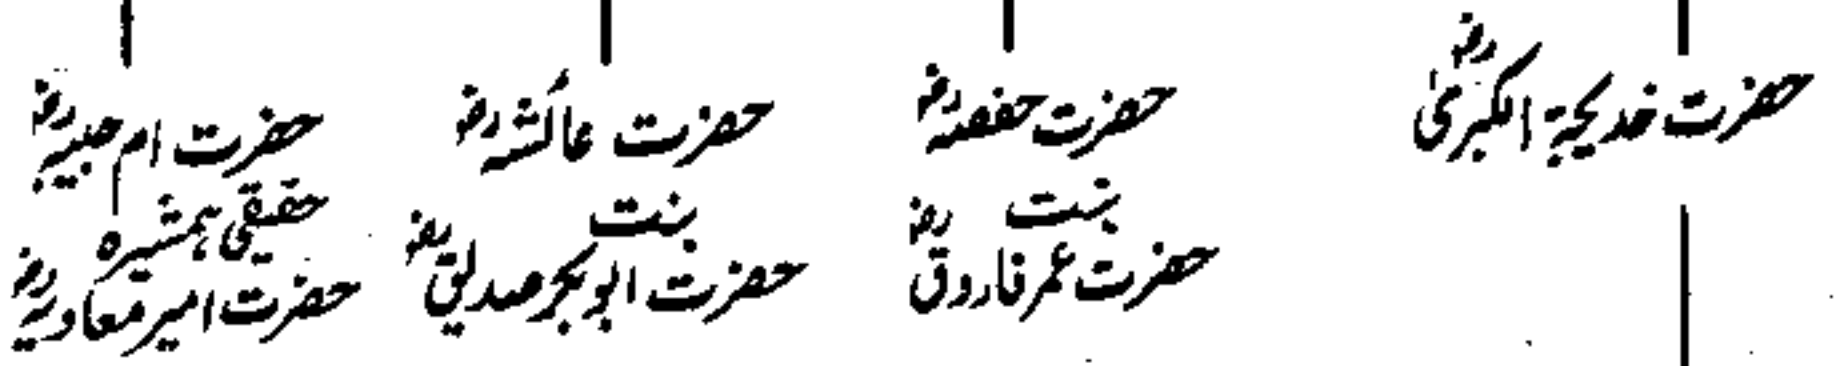 حضرت خدیجۃ الکبریٰ رض
حضرت حفصہ رض
بنت
حضرت عمر فاروق رض
حضرت عائشہ رض
بنت
حضرت ابوبکر صدیق رض
حضرت ام حبیبہ رض
حقیقی ہمشیرہ
حضرت امیر معاویہ رض